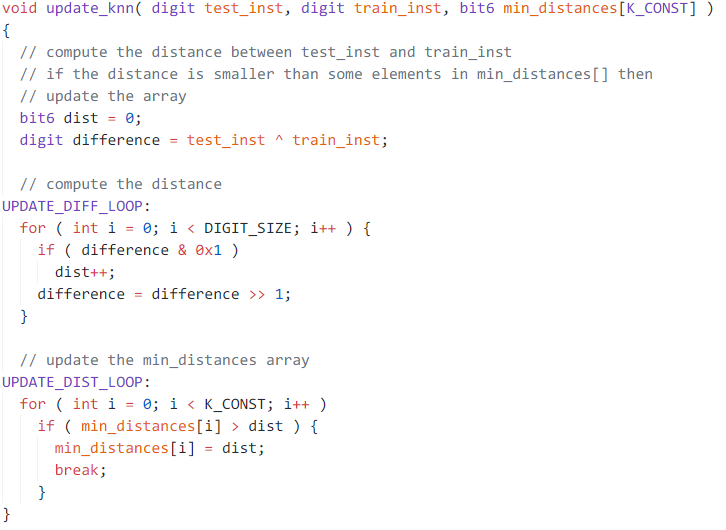 void update_knn( digit test_inst, digit train_inst, bit6 min_distances[K_CONST] )
{
  // compute the distance between test_inst and train_inst
  // if the distance is smaller than some elements in min_distances[] then
  // update the array
  bit6 dist = 0;
  digit difference = test_inst ^ train_inst;

  // compute the distance
UPDATE_DIFF_LOOP:
  for ( int i = 0; i < DIGIT_SIZE; i++ ) {
    if ( difference & 0x1 )
      dist++;
    difference = difference >> 1;
  }

  // update the min_distances array
UPDATE_DIST_LOOP:
  for ( int i = 0; i < K_CONST; i++ )
    if ( min_distances[i] > dist ) {
      min_distances[i] = dist;
      break;
    }
}